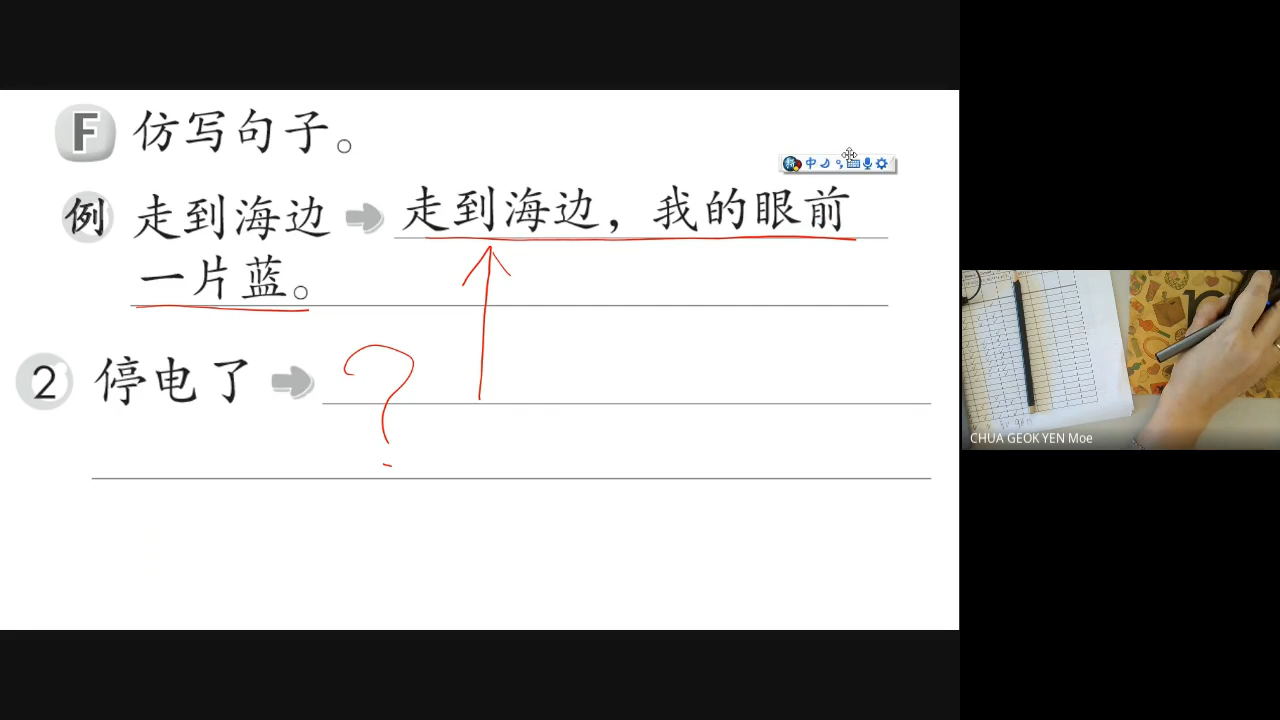 F 仿写句子。
例 走到海边 走到海边，我的眼前
一片蓝。
2 停电了 ?
中
CHUA GEOK YEN Moe